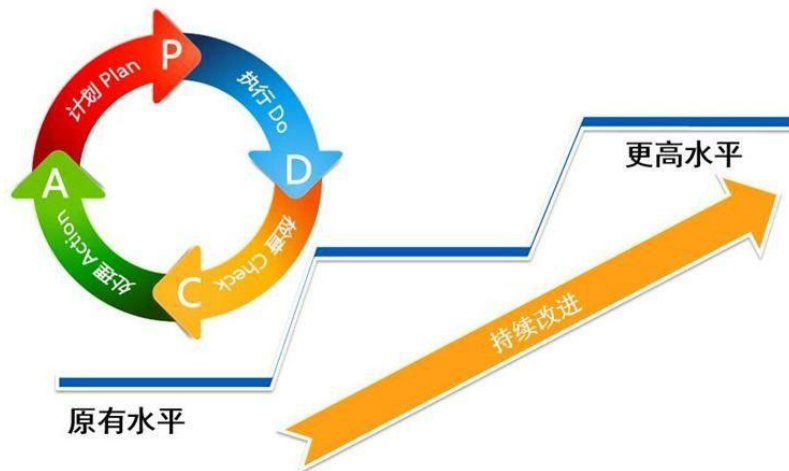 P
计划 Plan
执行 Do
D
检查 Check
C
处理 Action
A
更高水平
持续改进
原有水平